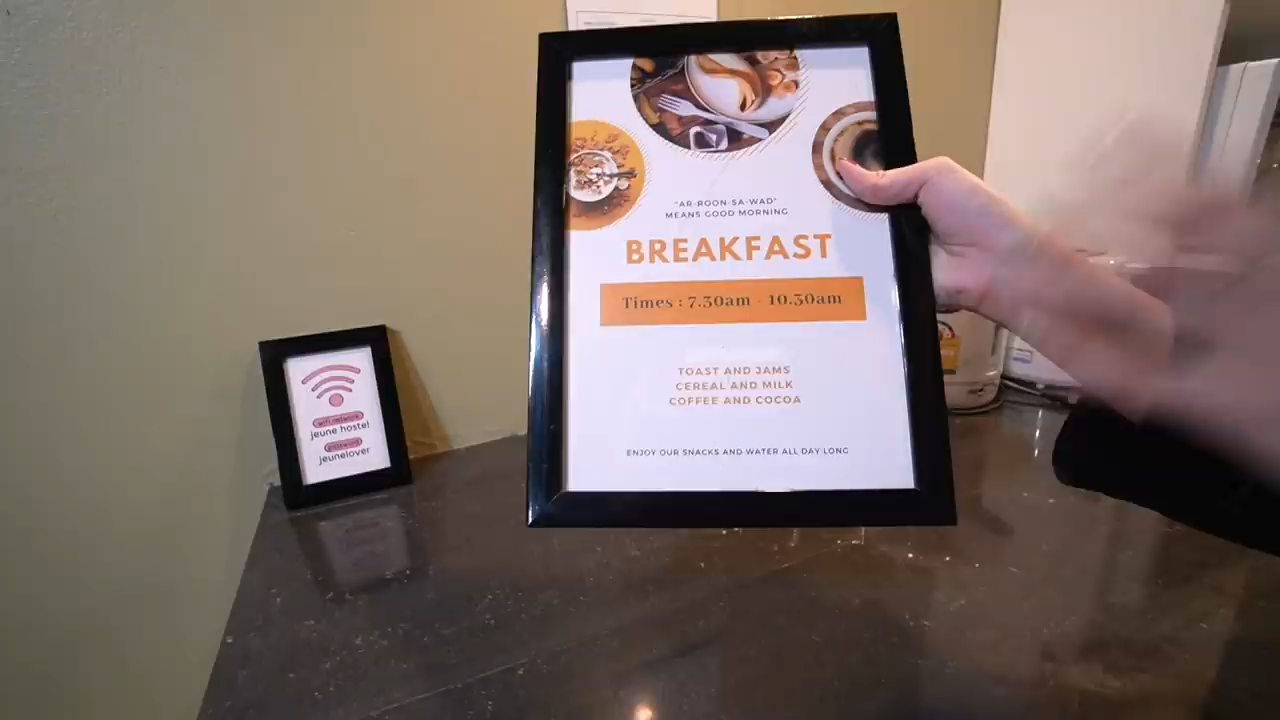 "AR-ROON-SA-WAD"
MEANS GOOD MORNING
BREAKFAST
Times : 7.30am - 10.30am
TOAST AND JAMS
CEREAL AND MILK
COFFEE AND COCOA
ENJOY OUR SNACKS AND WATER ALL DAY LONG
wifi network
jeune hostel
password
jeunelover